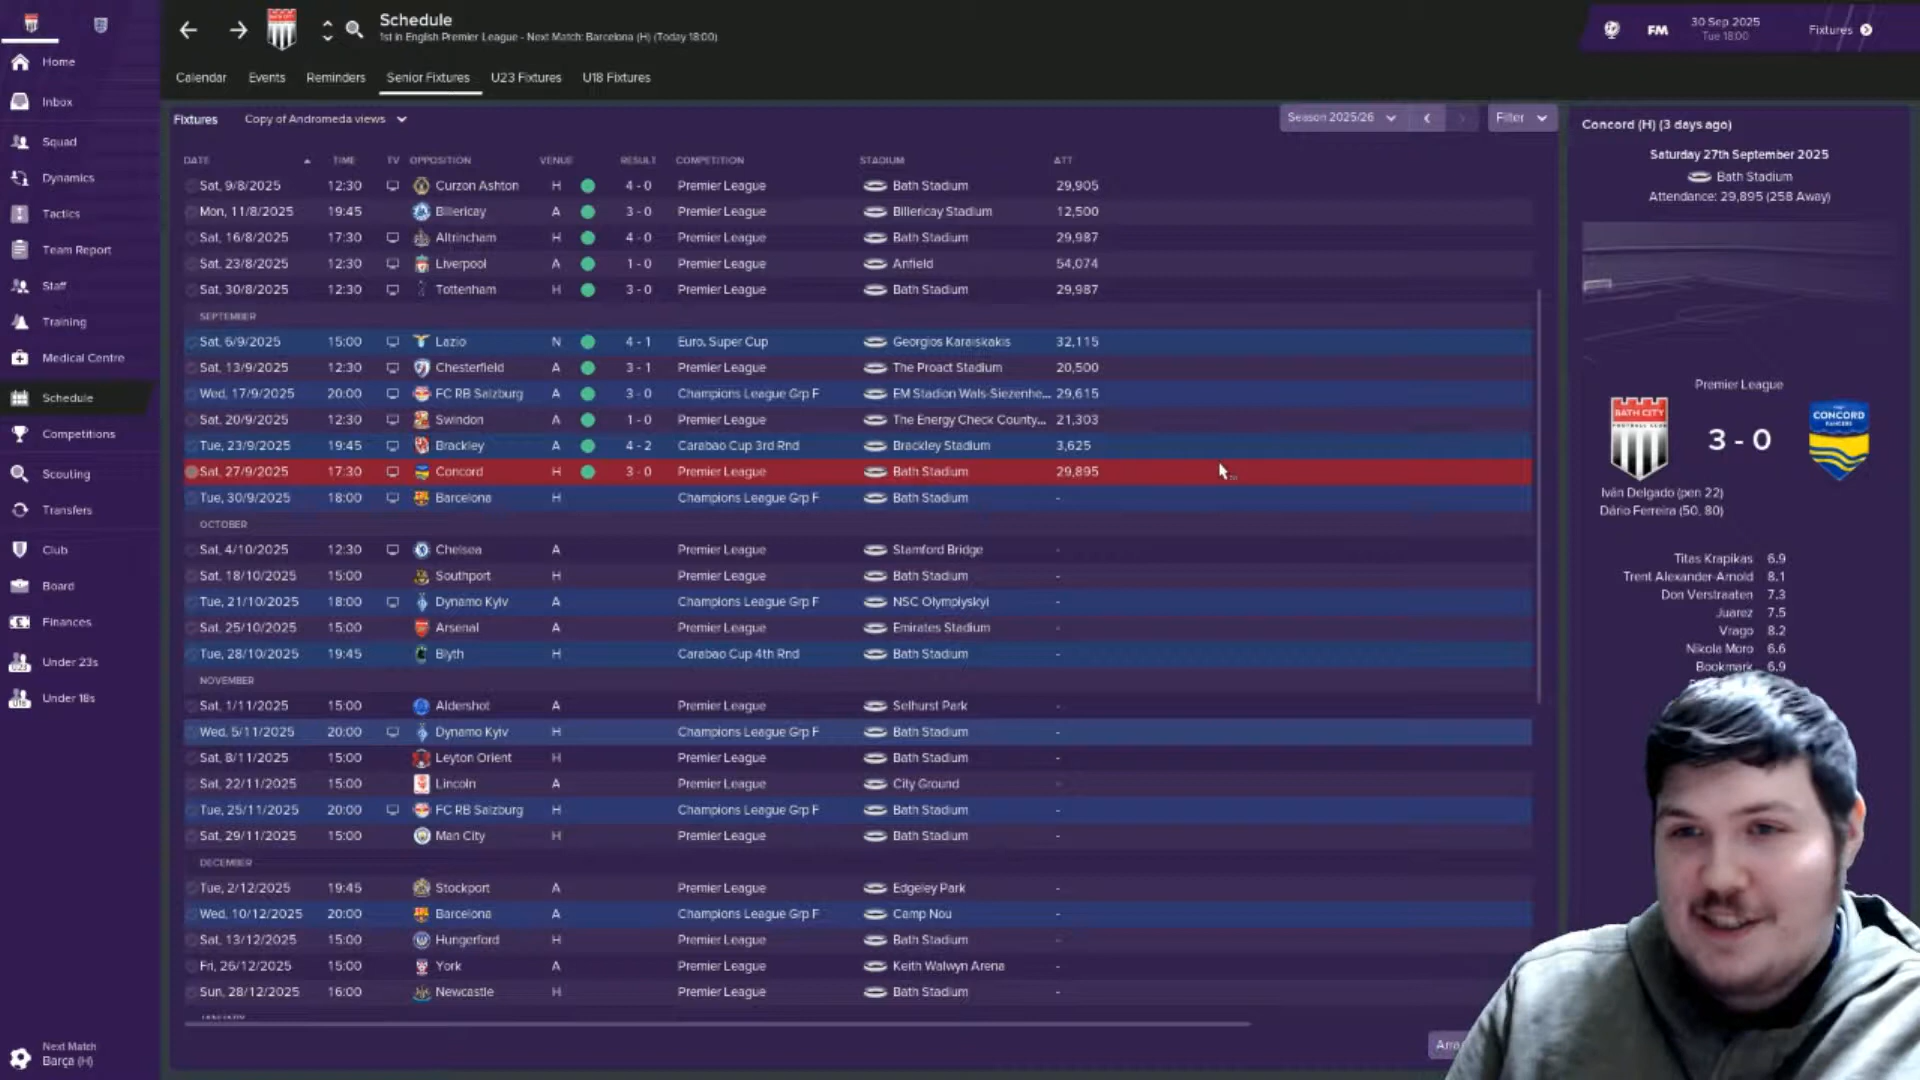 Schedule
1st in English Premier League - Next Match: Barcelona (H) (Today 18:00)
FM
30 Sep 2025
Tue 18:00
Fixtures
Home
Inbox
Squad
Dynamics
Tactics
Team Report
Staff
Training
Medical Centre
Schedule
Competitions
Scouting
Transfers
Club
Board
Finances
Under 23s
Under 18s
Next Match
Barça (H)
Calendar Events Reminders Senior Fixtures U23 Fixtures U18 Fixtures
Fixtures Copy of Andromeda views Season 2025/26 Filter
DATE TIME TV OPPOSITION VENUE RESULT COMPETITION STADIUM ATT
Sat, 9/8/2025 12:30 Curzon Ashton H 4 - 0 Premier League Bath Stadium 29,905
Mon, 11/8/2025 19:45 Billericay A 3 - 0 Premier League Billericay Stadium 12,500
Sat, 16/8/2025 17:30 Altrincham H 4 - 0 Premier League Bath Stadium 29,987
Sat, 23/8/2025 12:30 Liverpool A 1 - 0 Premier League Anfield 54,074
Sat, 30/8/2025 12:30 Tottenham H 3 - 0 Premier League Bath Stadium 29,987
SEPTEMBER
Sat, 6/9/2025 15:00 Lazio N 4 - 1 Euro. Super Cup Georgios Karaiskakis 32,115
Sat, 13/9/2025 12:30 Chesterfield A 3 - 1 Premier League The Proact Stadium 20,500
Wed, 17/9/2025 20:00 FC RB Salzburg A 3 - 0 Champions League Grp F EM Stadion Wals-Siezenhe... 29,615
Sat, 20/9/2025 12:30 Swindon A 1 - 0 Premier League The Energy Check County... 21,303
Tue, 23/9/2025 19:45 Brackley A 4 - 2 Carabao Cup 3rd Rnd Brackley Stadium 3,625
Sat, 27/9/2025 17:30 Concord H 3 - 0 Premier League Bath Stadium 29,895
Tue, 30/9/2025 18:00 Barcelona H Champions League Grp F Bath Stadium -
OCTOBER
Sat, 4/10/2025 12:30 Chelsea A Premier League Stamford Bridge -
Sat, 18/10/2025 15:00 Southport H Premier League Bath Stadium -
Tue, 21/10/2025 18:00 Dynamo Kyiv A Champions League Grp F NSC Olympiyskyi -
Sat, 25/10/2025 15:00 Arsenal A Premier League Emirates Stadium -
Tue, 28/10/2025 19:45 Blyth H Carabao Cup 4th Rnd Bath Stadium -
NOVEMBER
Sat, 1/11/2025 15:00 Aldershot A Premier League Selhurst Park -
Wed, 5/11/2025 20:00 Dynamo Kyiv H Champions League Grp F Bath Stadium -
Sat, 8/11/2025 15:00 Leyton Orient H Premier League Bath Stadium -
Sat, 22/11/2025 15:00 Lincoln A Premier League City Ground -
Tue, 25/11/2025 20:00 FC RB Salzburg H Champions League Grp F Bath Stadium -
Sat, 29/11/2025 15:00 Man City H Premier League Bath Stadium -
DECEMBER
Tue, 2/12/2025 19:45 Stockport A Premier League Edgeley Park -
Wed, 10/12/2025 20:00 Barcelona A Champions League Grp F Camp Nou -
Sat, 13/12/2025 15:00 Hungerford H Premier League Bath Stadium -
Fri, 26/12/2025 15:00 York A Premier League Keith Walwyn Arena -
Sun, 28/12/2025 16:00 Newcastle H Premier League Bath Stadium -
Concord (H) (3 days ago)
Saturday 27th September 2025
Bath Stadium
Attendance: 29,895 (258 Away)
Premier League
BATH CITY
3 - 0
CONCORD
RANGERS
Iván Delgado (pen 22)
Dário Ferreira (50, 80)
Titas Krapikas 6.9
Trent Alexander-Arnold 8.1
Don Verstraaten 7.3
Juarez 7.5
Vrago 8.2
Nikola Moro 6.6
Bookmark 6.9